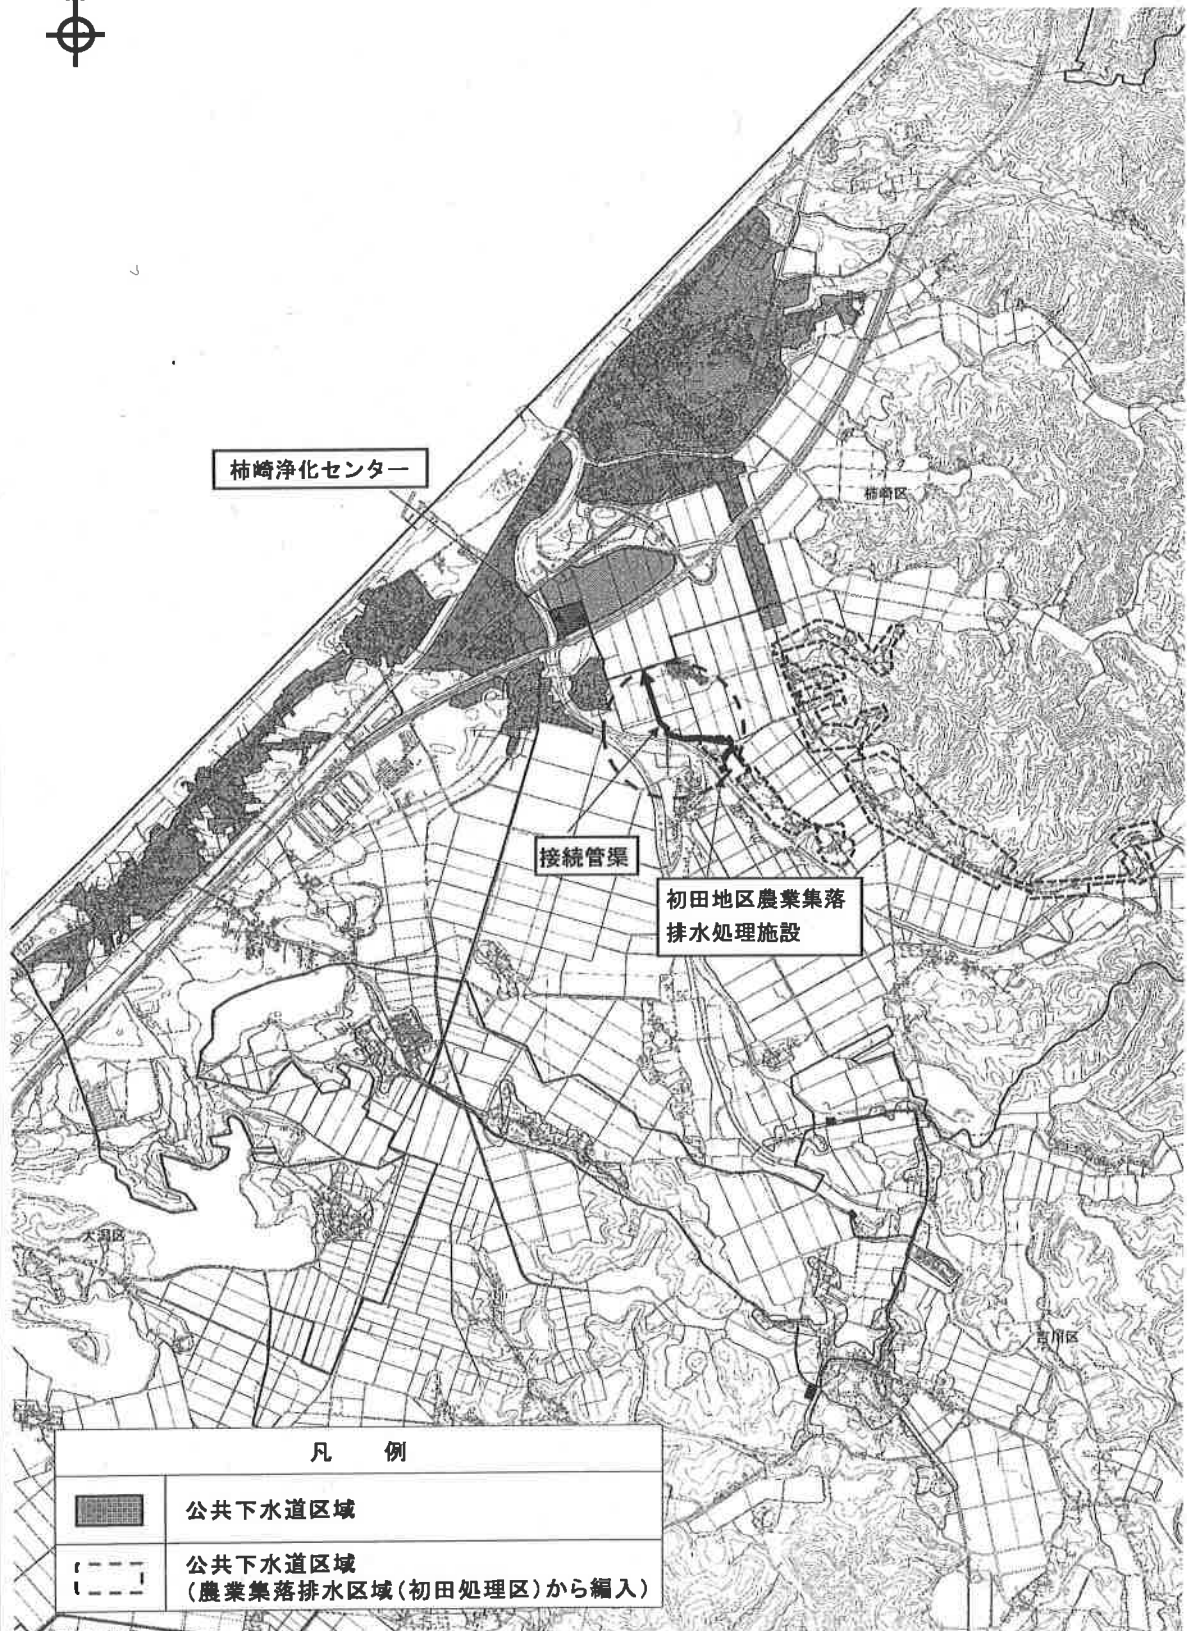 柿崎浄化センター
柿崎区
接続管渠
初田地区農業集落
排水処理施設
大潟区
吉川区
凡 例
公共下水道区域
公共下水道区域
(農業集落排水区域(初田処理区)から編入)